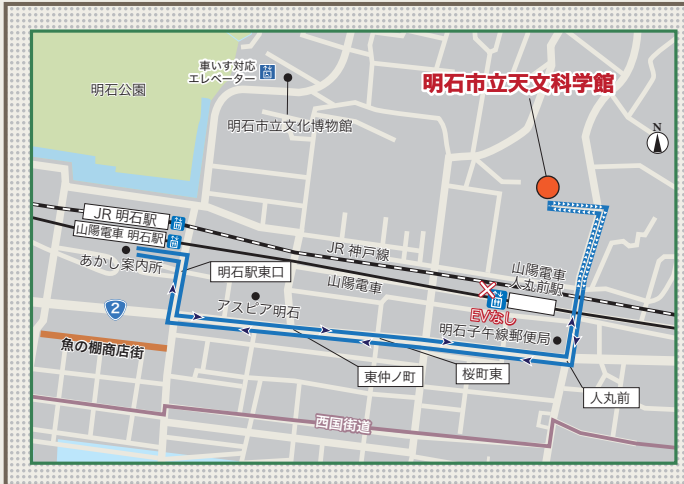 車いす対応
エレベーター
明石公園
明石市立天文科学館
明石市立文化博物館
N
JR 明石駅
山陽電車 明石駅
JR 神戸線
山陽電車
人丸前駅
あかし案内所
明石駅東口
山陽電車
アスピア明石
EVなし
2
明石子午線郵便局
魚の棚商店街
東仲ノ町
桜町東
人丸前
西国街道